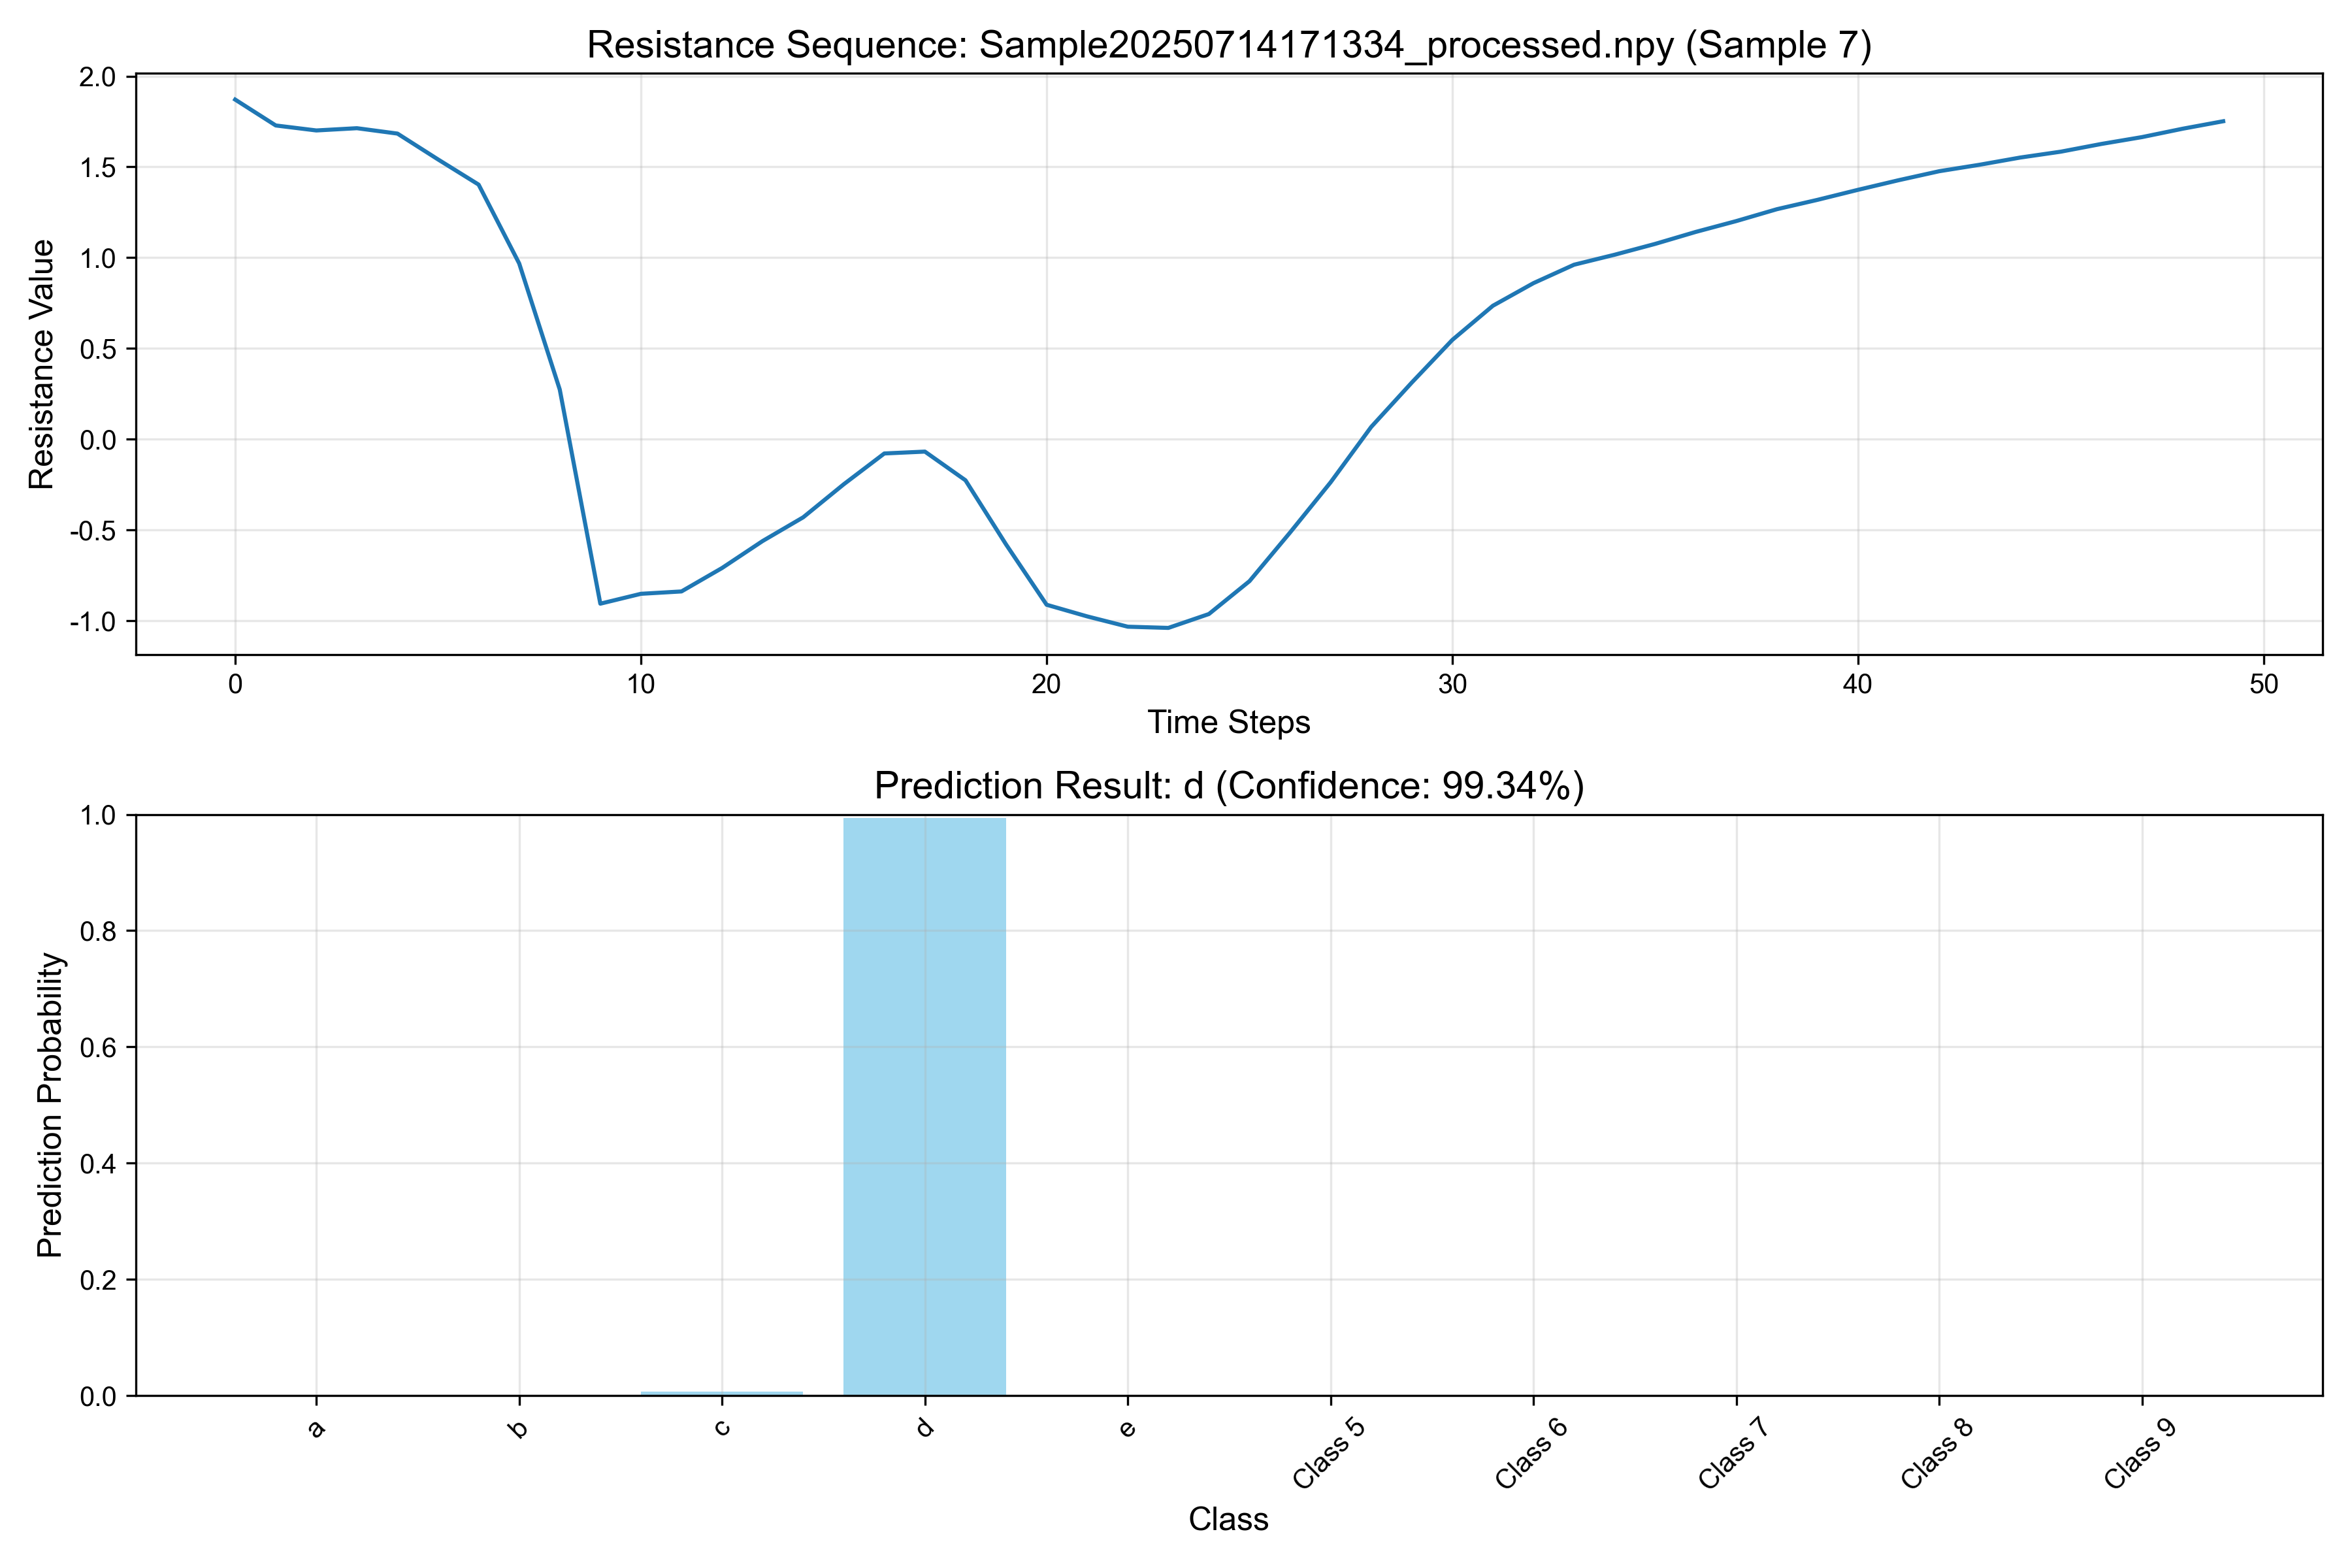 Resistance Sequence: Sample20250714171334_processed.npy (Sample 7)
2.0
1.5
1.0
0.5
0.0
-0.5
-1.0
Resistance Value
0 10 20 30 40 50
Time Steps
Prediction Result: d (Confidence: 99.34%)
1.0
0.8
0.6
0.4
0.2
0.0
Prediction Probability
a b c d e Class 5 Class 6 Class 7 Class 8 Class 9
Class